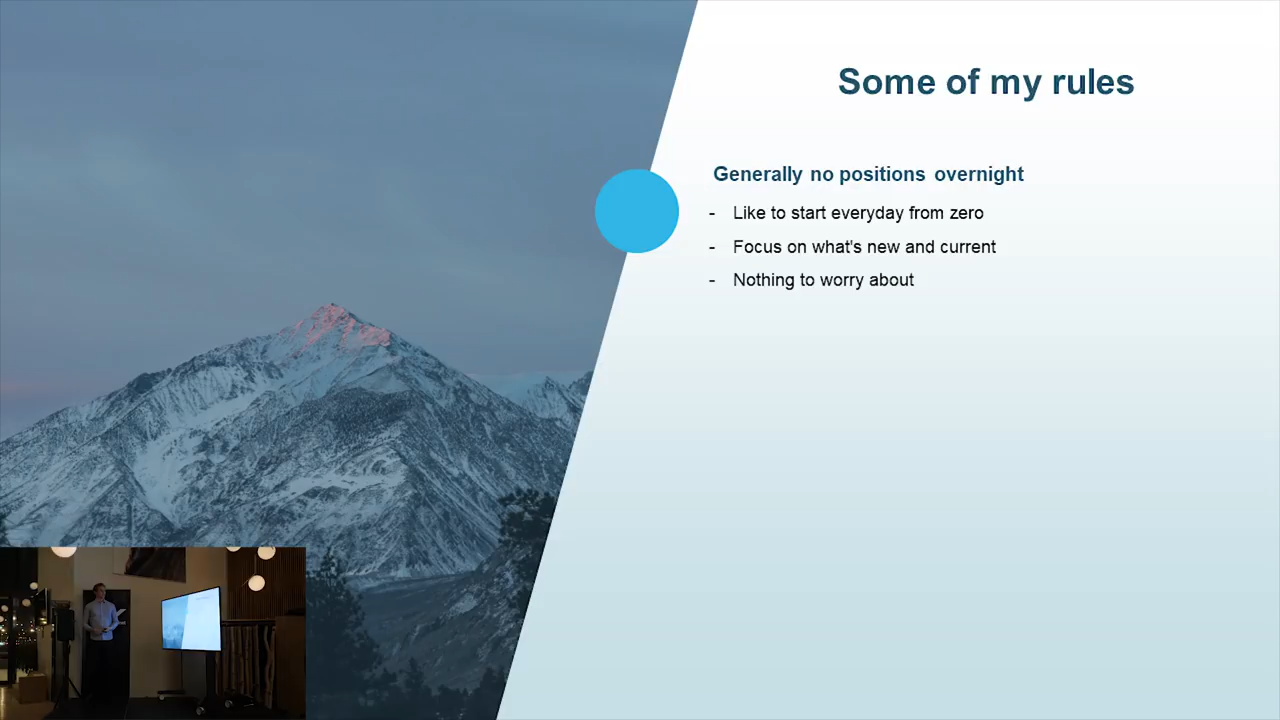 Some of my rules
Generally no positions overnight
- Like to start everyday from zero
- Focus on what's new and current
- Nothing to worry about